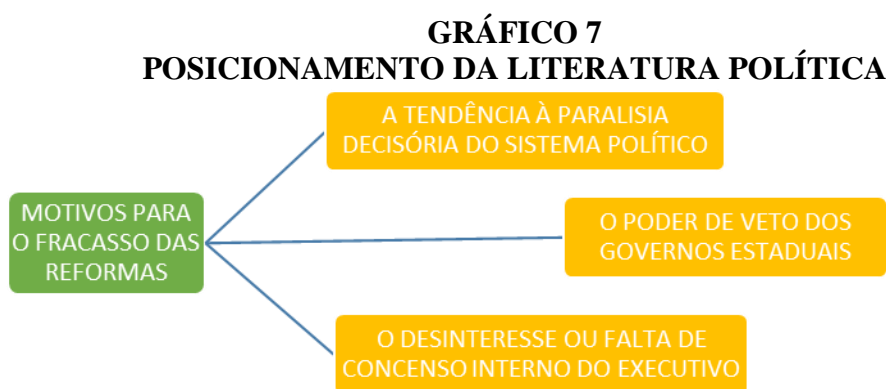 GRÁFICO 7
POSICIONAMENTO DA LITERATURA POLÍTICA
A TENDÊNCIA À PARALISIA
DECISÓRIA DO SISTEMA POLÍTICO
MOTIVOS PARA
O FRACASSO DAS
REFORMAS
O PODER DE VETO DOS
GOVERNOS ESTADUAIS
O DESINTERESSE OU FALTA DE
CONCENSO INTERNO DO EXECUTIVO